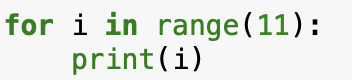 for i in range(11):
    print(i)